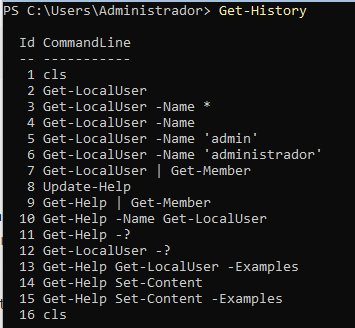 PS C:\Users\Administrador> Get-History
Id CommandLine
-- -----------
1 cls
2 Get-LocalUser
3 Get-LocalUser -Name *
4 Get-LocalUser -Name
5 Get-LocalUser -Name 'admin'
6 Get-LocalUser -Name 'administrador'
7 Get-LocalUser | Get-Member
8 Update-Help
9 Get-Help | Get-Member
10 Get-Help -Name Get-LocalUser
11 Get-Help -?
12 Get-LocalUser -?
13 Get-Help Get-LocalUser -Examples
14 Get-Help Set-Content
15 Get-Help Set-Content -Examples
16 cls